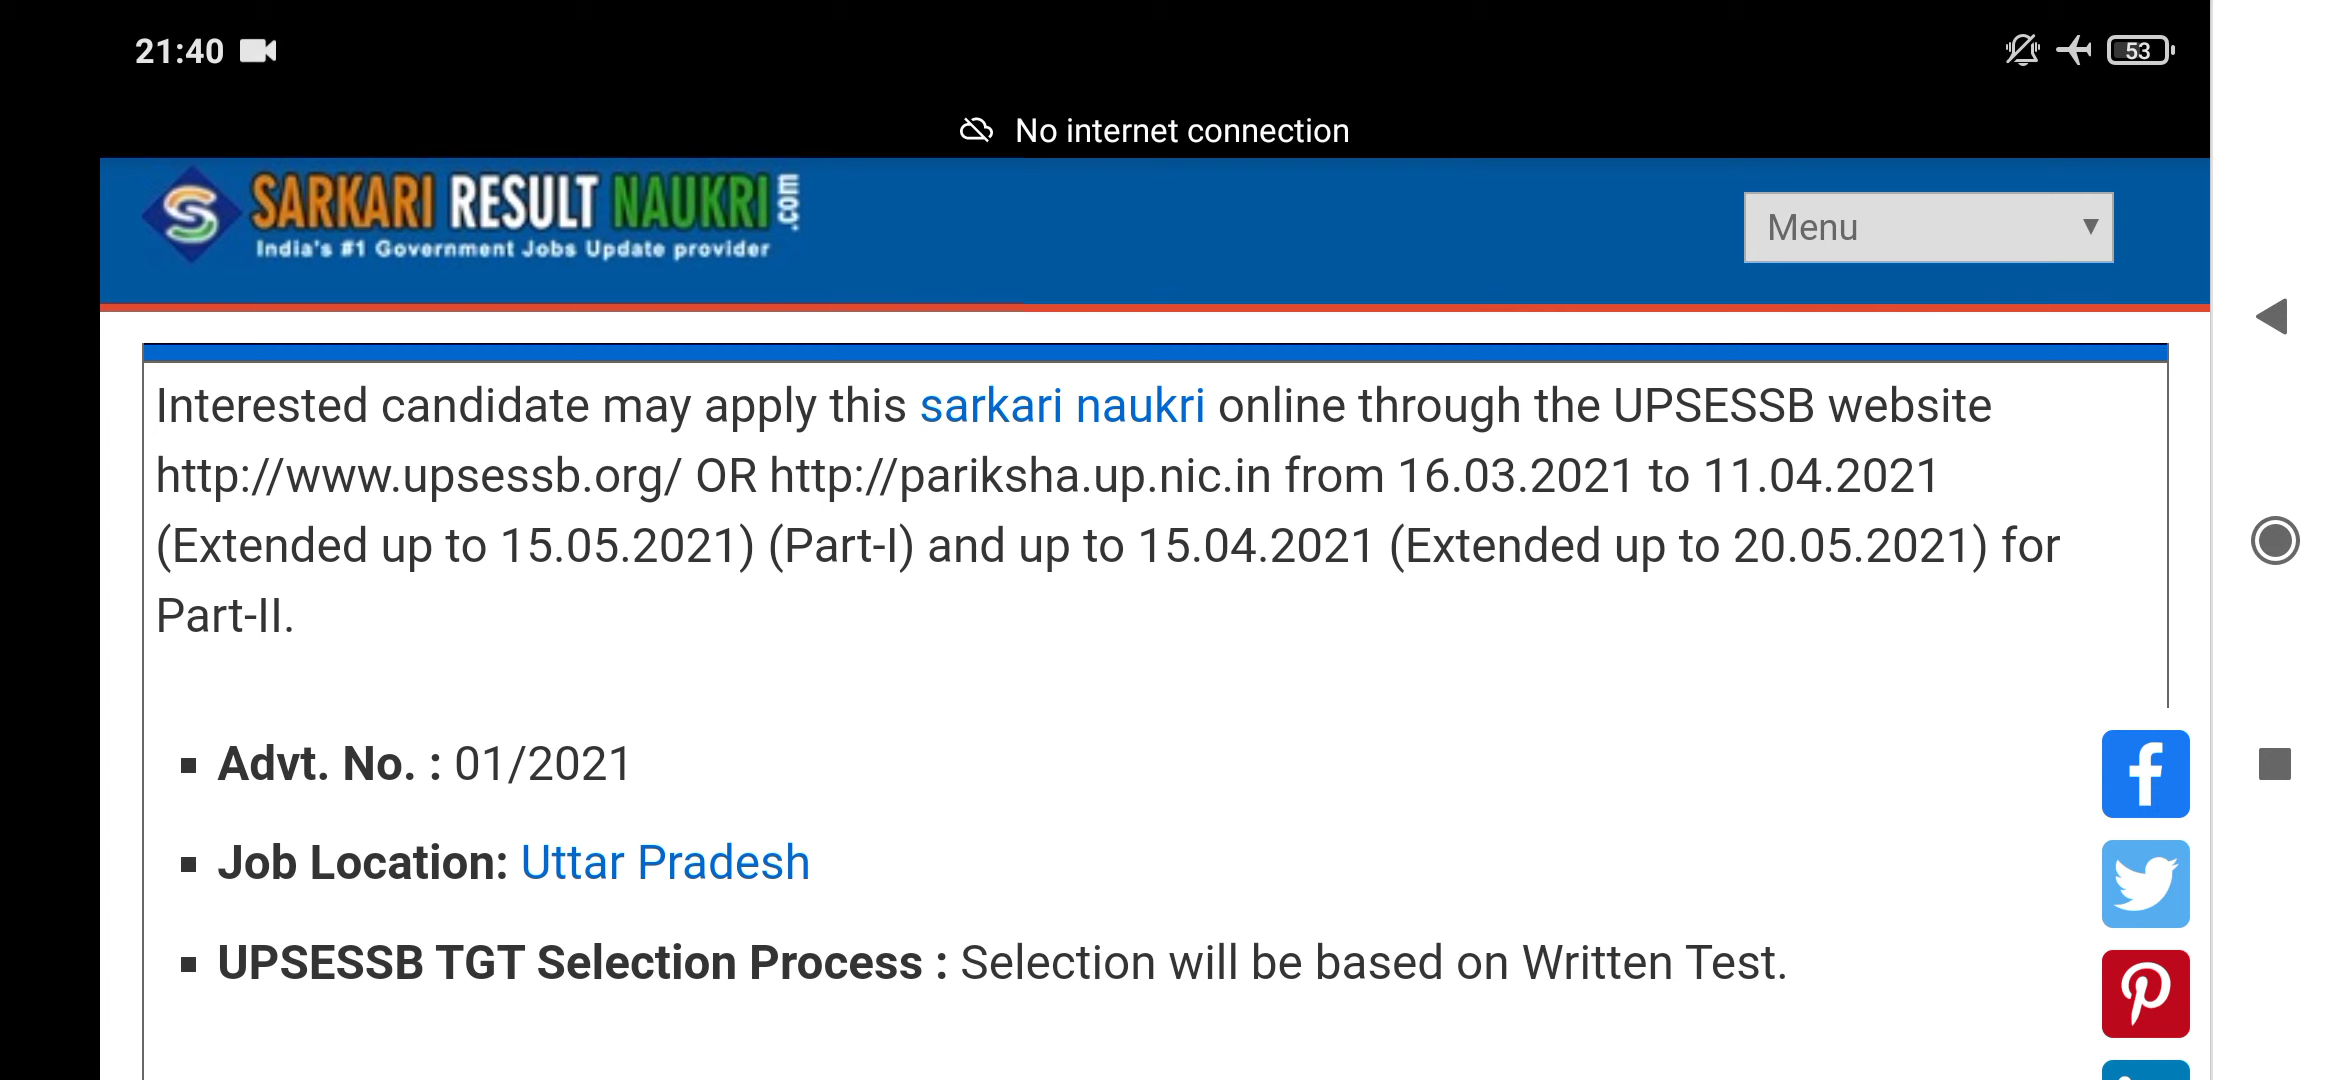 21:40
53
No internet connection
SARKARI RESULT NAUKRI.com
India's #1 Government Jobs Update provider
Menu
Interested candidate may apply this sarkari naukri online through the UPSESSB website
http://www.upsessb.org/ OR http://pariksha.up.nic.in from 16.03.2021 to 11.04.2021
(Extended up to 15.05.2021) (Part-I) and up to 15.04.2021 (Extended up to 20.05.2021) for
Part-II.
Advt. No. : 01/2021
Job Location: Uttar Pradesh
UPSESSB TGT Selection Process : Selection will be based on Written Test.